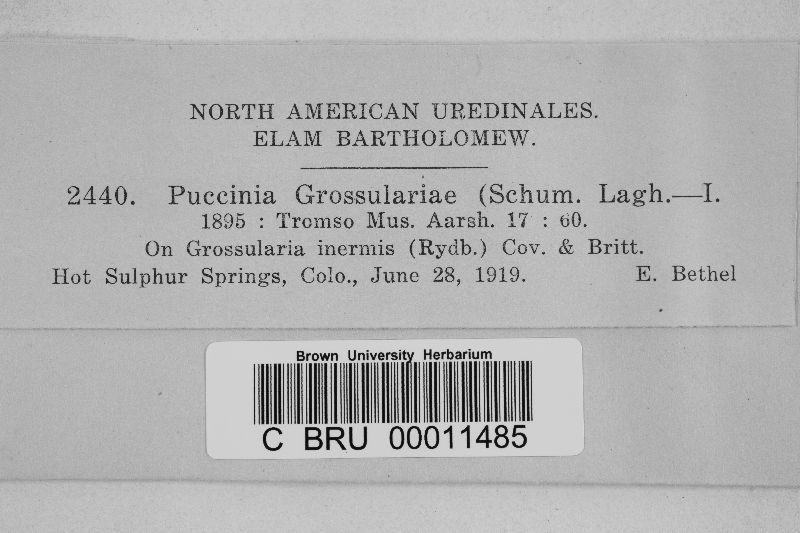 NORTH AMERICAN UREDINALES.
ELAM BARTHOLOMEW.
2440. Puccinia Grossulariae (Schum. Lagh.—I.
1895 : Tromso Mus. Aarsh. 17 : 60.
On Grossularia inermis (Rydb.) Cov. & Britt.
Hot Sulphur Springs, Colo., June 28, 1919. E. Bethel
Brown University Herbarium
C BRU 00011485